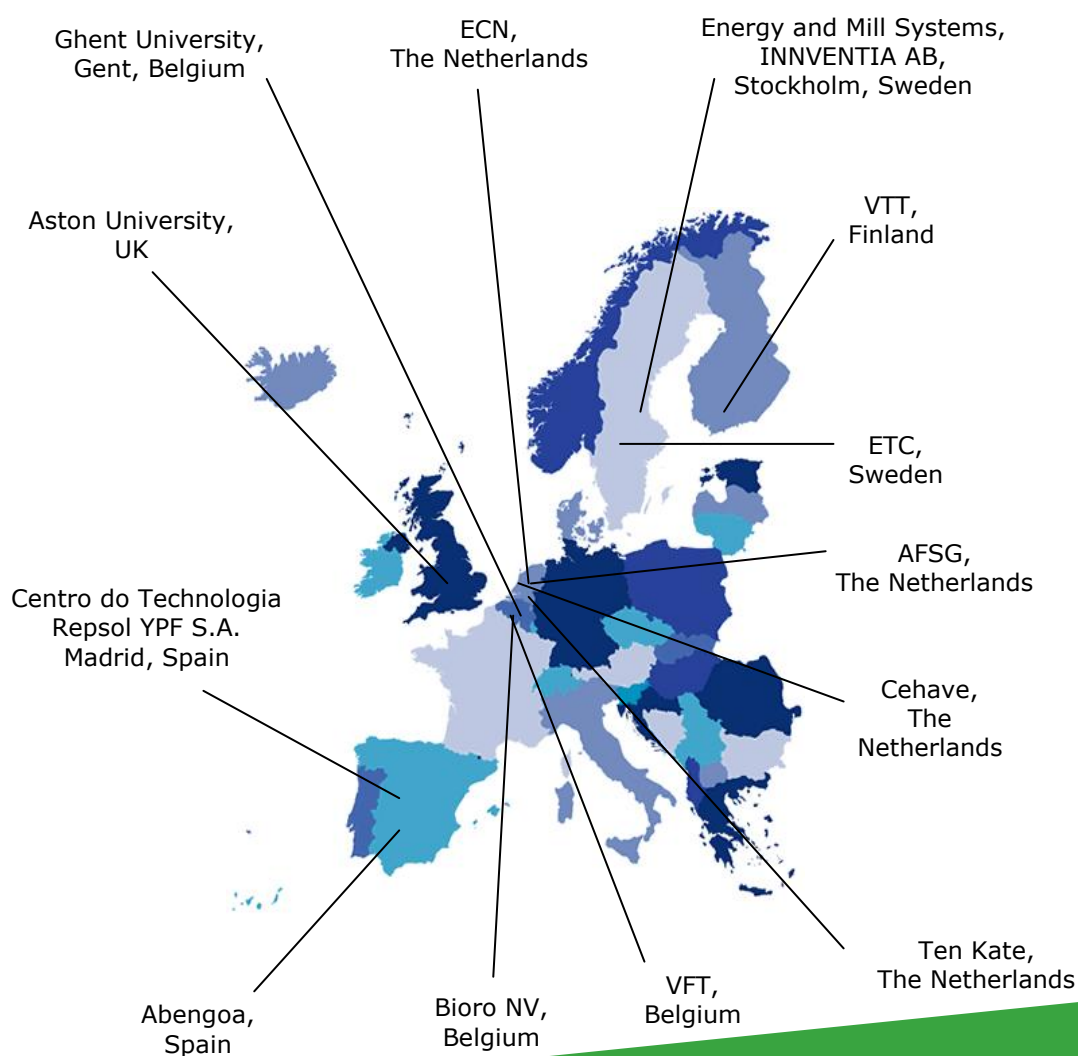 Ghent University,
Gent, Belgium
ECN,
The Netherlands
Energy and Mill Systems,
INNVENTIA AB,
Stockholm, Sweden
Aston University,
UK
VTT,
Finland
ETC,
Sweden
AFSG,
The Netherlands
Centro do Technologia
Repsol YPF S.A.
Madrid, Spain
Cehave,
The
Netherlands
Ten Kate,
The Netherlands
Abengoa,
Spain
Bioro NV,
Belgium
VFT,
Belgium